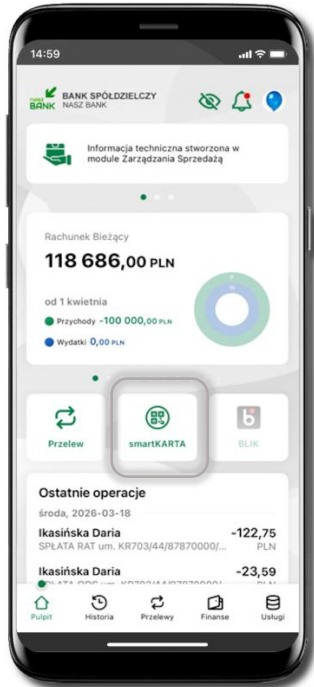 14:59
nasz
BANK
BANK SPÓŁDZIELCZY
NASZ BANK
Informacja techniczna stworzona w
module Zarządzania Sprzedażą
Rachunek Bieżący
118 686,00 PLN
od 1 kwietnia
Przychody -100 000,00 PLN
Wydatki 0,00 PLN
Przelew
smartKARTA
BLIK
Ostatnie operacje
środa, 2026-03-18
Ikasińska Daria -122,75
SPŁATA RAT um. KR703/44/87870000/... PLN
Ikasińska Daria -23,59
Pulpit
Historia
Przelewy
Finanse
Usługi